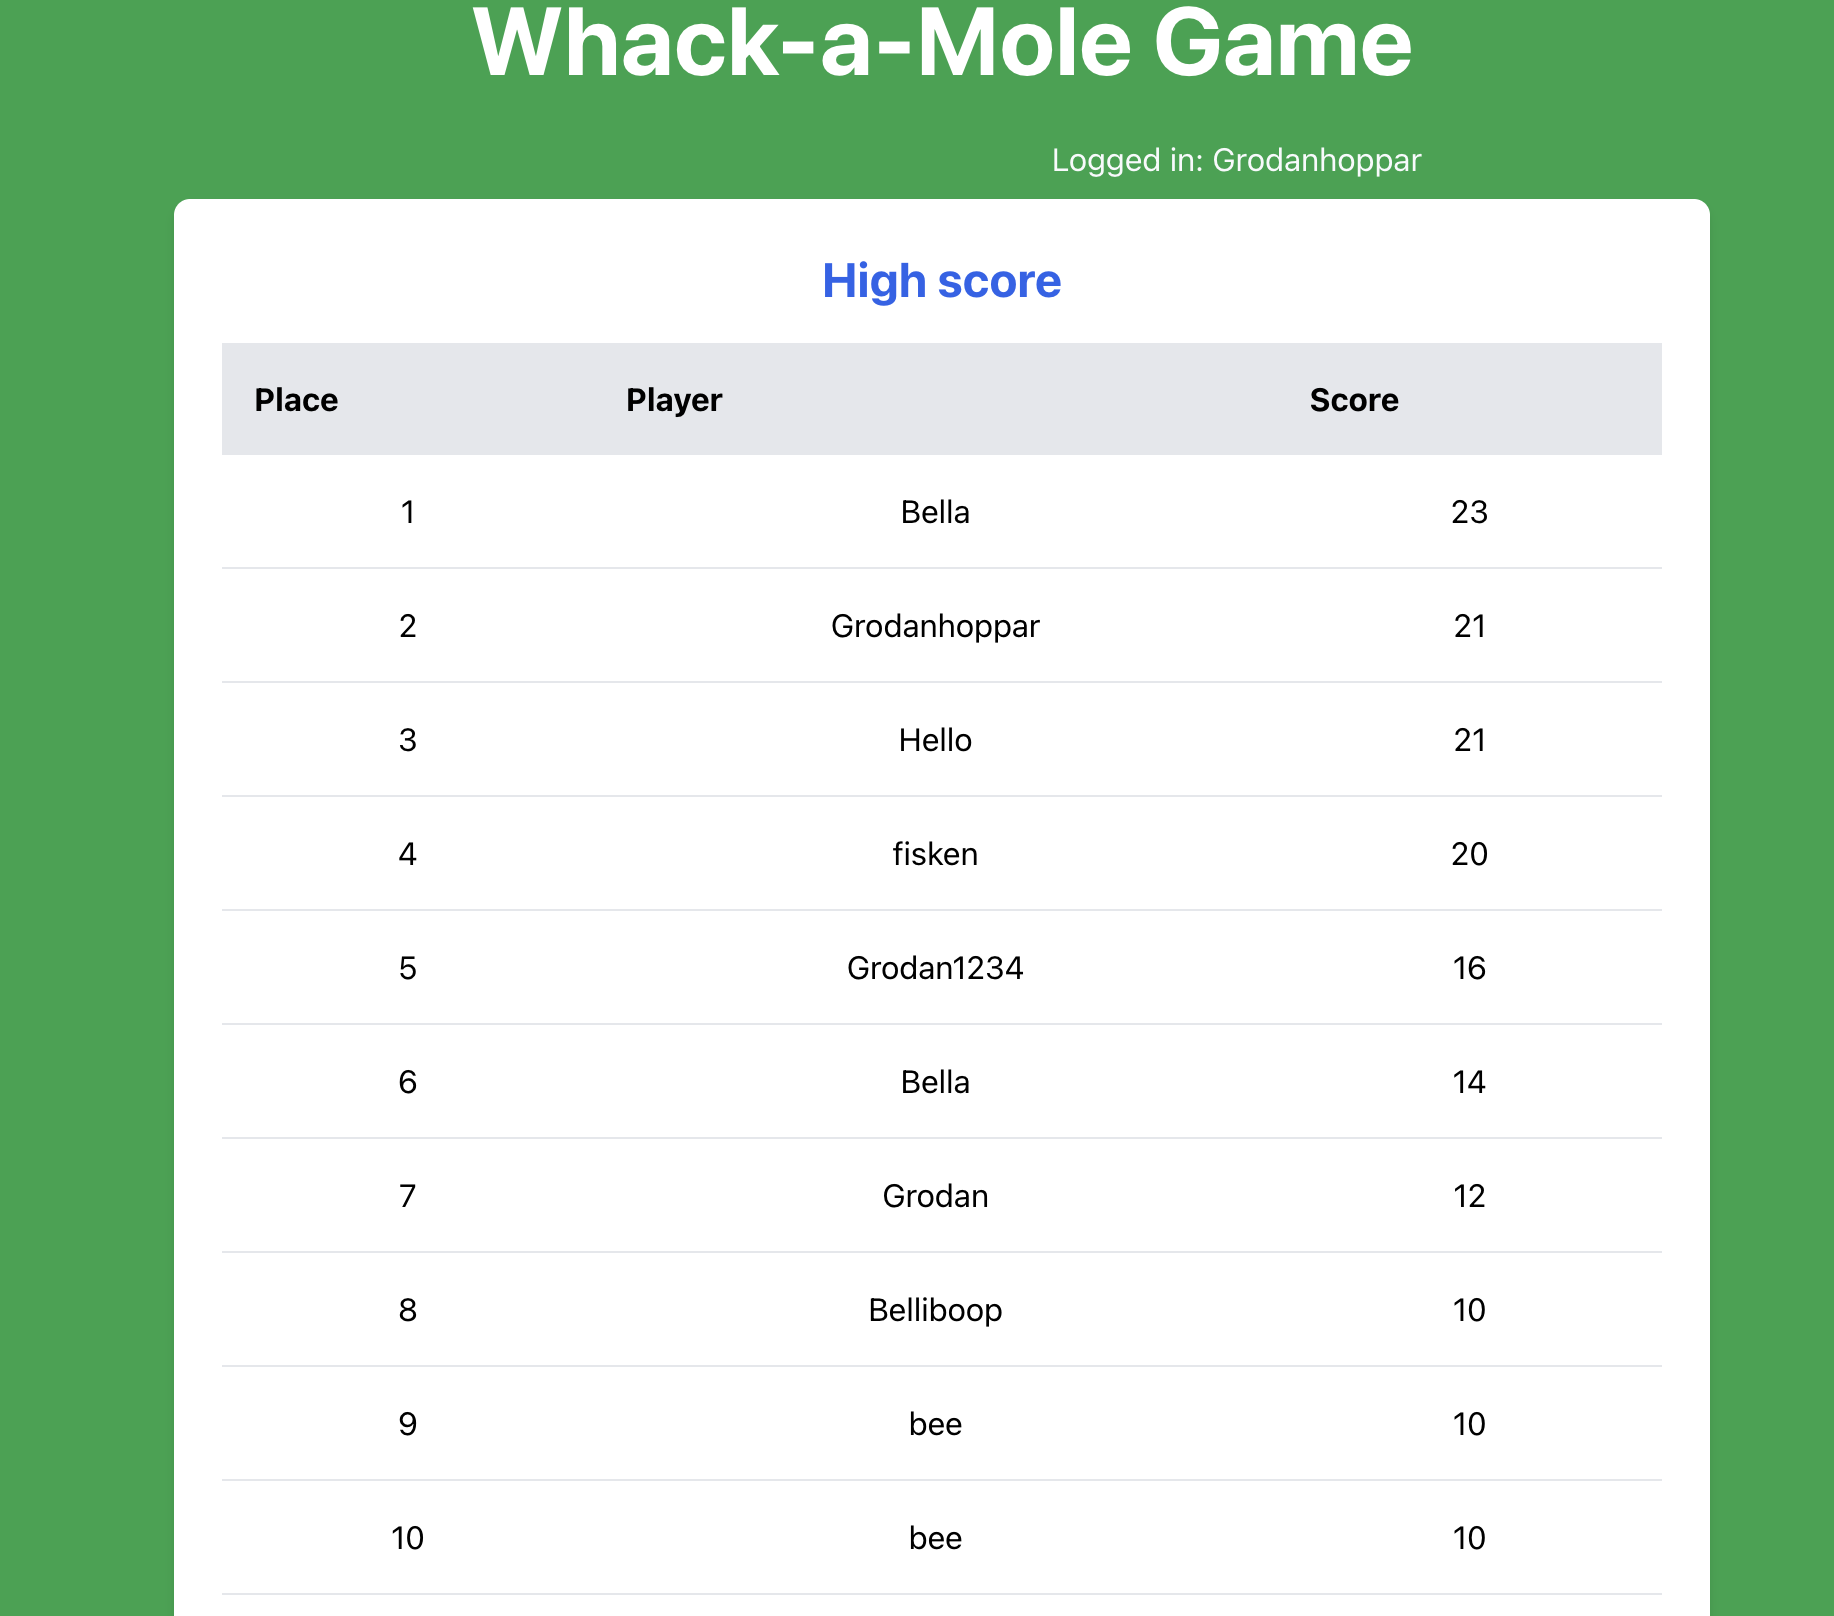 Whack-a-Mole Game
Logged in: Grodanhoppar
High score
Place Player Score
1 Bella 23
2 Grodanhoppar 21
3 Hello 21
4 fisken 20
5 Grodan1234 16
6 Bella 14
7 Grodan 12
8 Belliboop 10
9 bee 10
10 bee 10